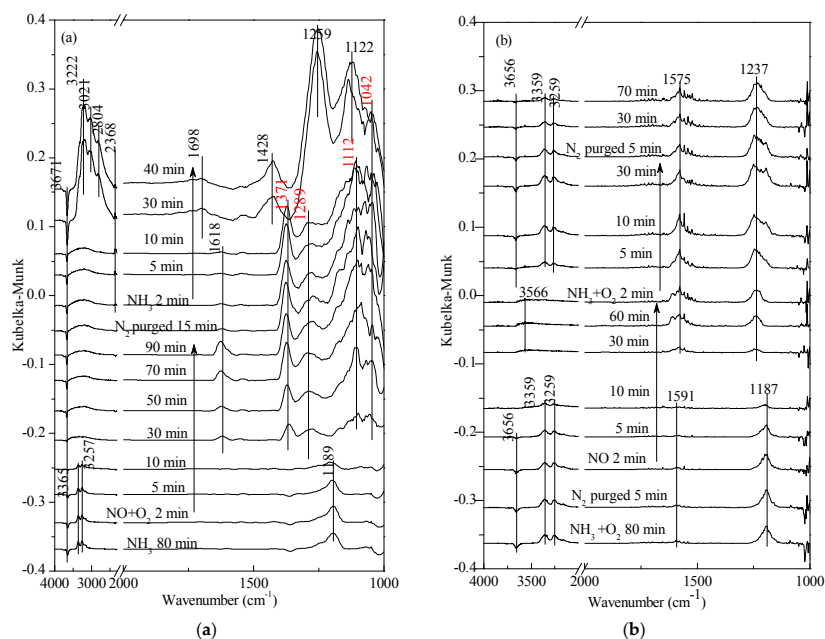 0.4
0.3
0.2
0.1
0.0
-0.1
-0.2
-0.3
-0.4
Kubelka-Munk
(a)
3671
3222
3021
2804
2368
1698
1428
1259
1122
1042
1112
1371
1289
1618
40 min
30 min
10 min
5 min
NH3 2 min
N2 purged 15 min
90 min
70 min
50 min
30 min
10 min
5 min
NO+O2 2 min
NH3 80 min
3365
3257
1189
4000 3000 2000 1500 1000
Wavenumber (cm-1)
(a)
0.4
0.3
0.2
0.1
0.0
-0.1
-0.2
-0.3
-0.4
Kubelka-Munk
(b)
3656
3359
3259
1575
1237
70 min
30 min
N2 purged 5 min
30 min
10 min
5 min
NH3+O2 2 min
3566
60 min
30 min
10 min
5 min
NO 2 min
N2 purged 5 min
NH3+O2 80 min
3656
3359
3259
1591
1187
4000 3500 2000 1500 1000
Wavenumber (cm-1)
(b)